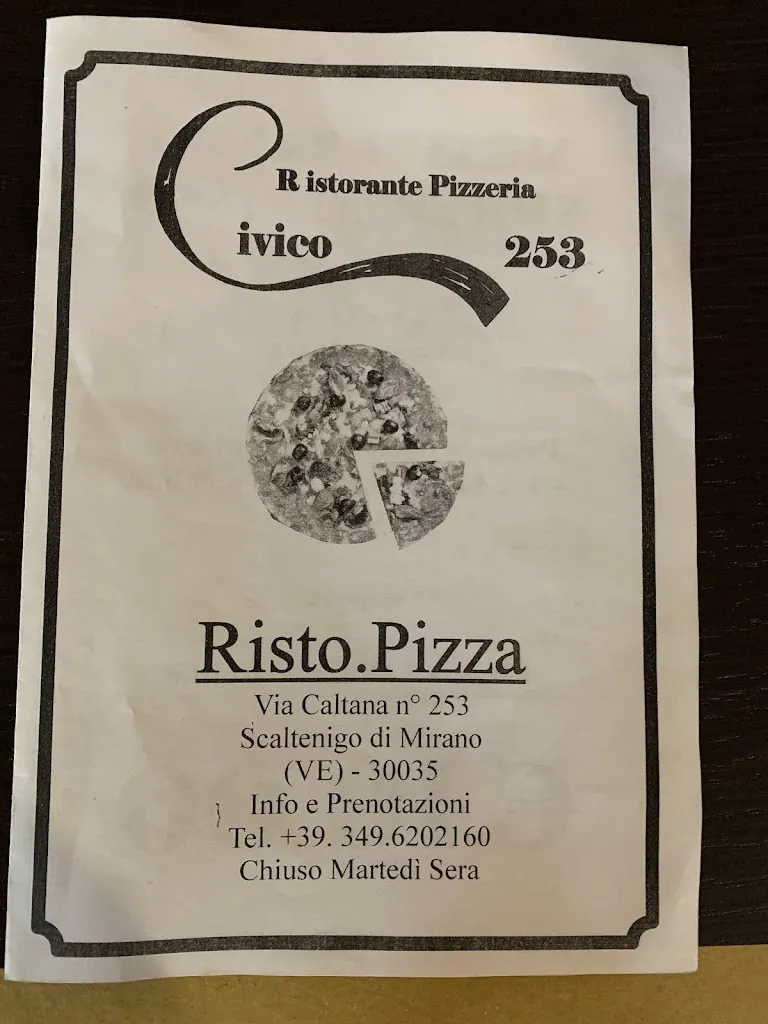 Ristorante Pizzeria
Civico 253
Risto.Pizza
Via Caltana n° 253
Scaltenigo di Mirano
(VE) - 30035
Info e Prenotazioni
Tel. +39. 349.6202160
Chiuso Martedì Sera